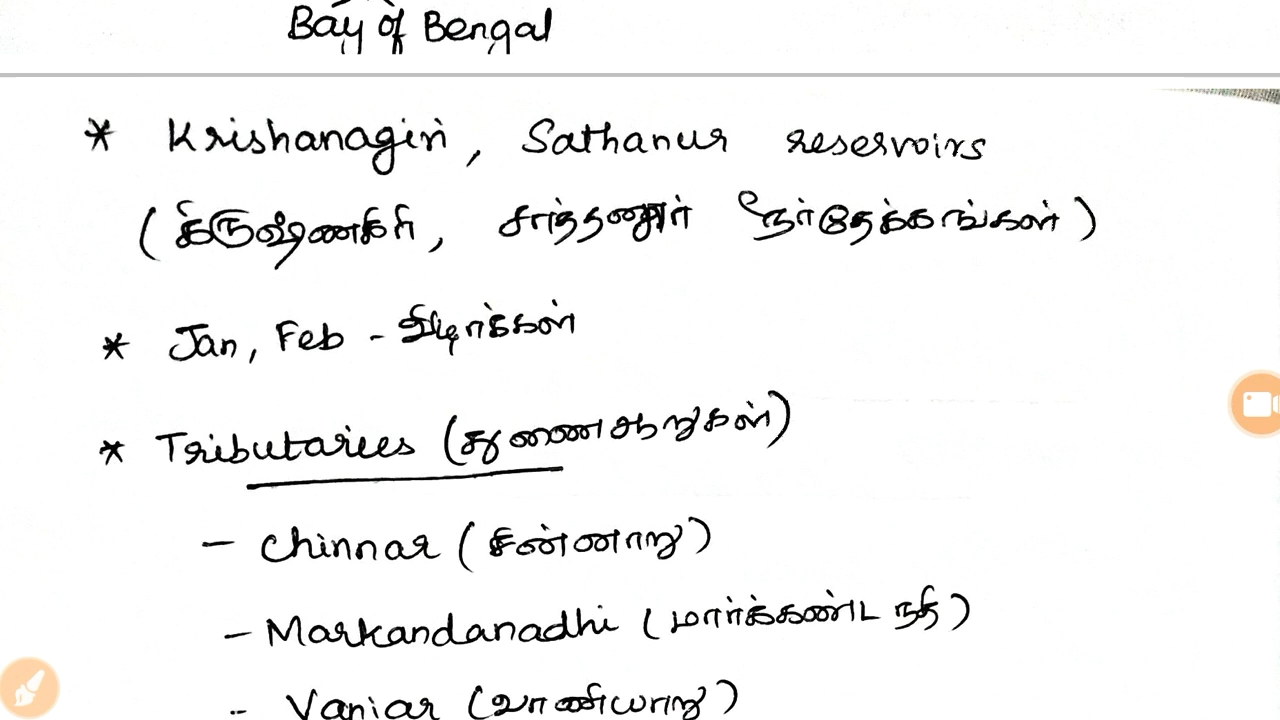 Bay of Bengal
* Krishanagiri, Sathanur reservoirs
(கிருஷ்ணகிரி, சாத்தனூர் நீர்தேக்கங்கள்)
* Jan, Feb -
* Tributaries (துணைஆறுகள்)
- Chinnar (சின்னாறு)
- Markandanadhi (மார்க்கண்ட நதி)
- Vaniar (வாணியாறு)